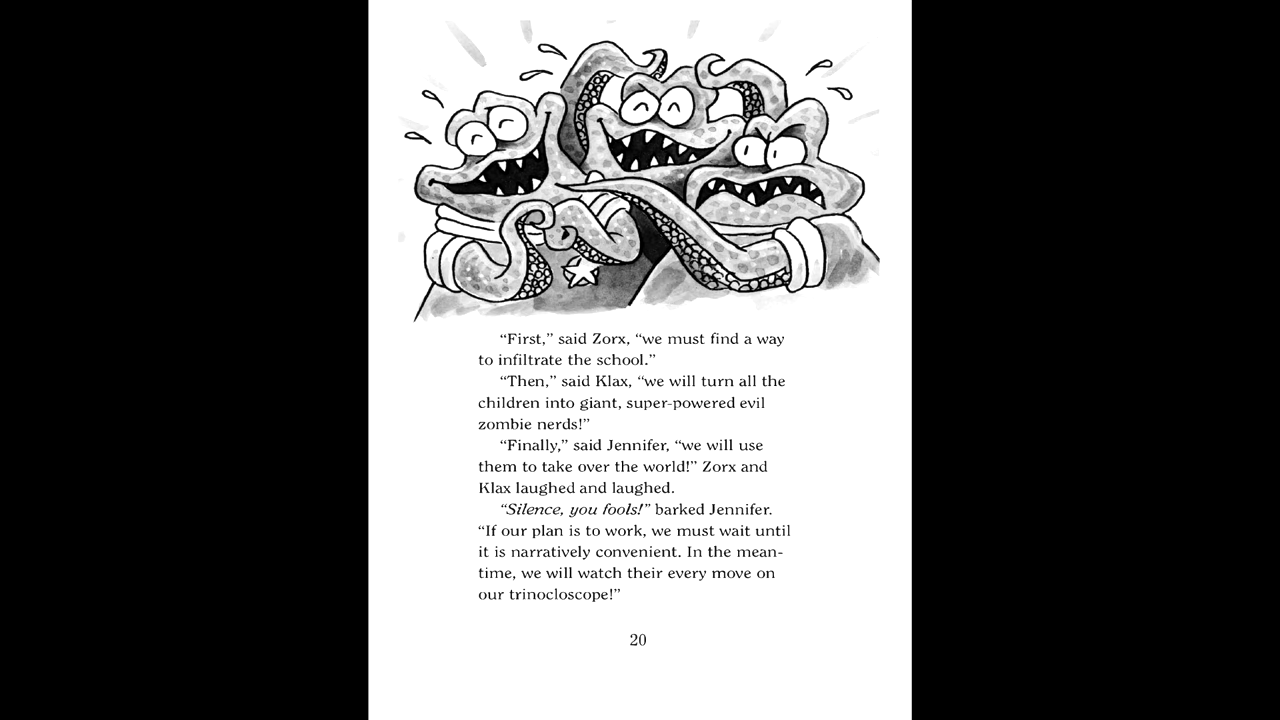 “First,” said Zorx, “we must find a way
to infiltrate the school.”
“Then,” said Klax, “we will turn all the
children into giant, super-powered evil
zombie nerds!”
“Finally,” said Jennifer, “we will use
them to take over the world!” Zorx and
Klax laughed and laughed.
“Silence, you fools!” barked Jennifer.
“If our plan is to work, we must wait until
it is narratively convenient. In the mean-
time, we will watch their every move on
our trinocloscope!”
20